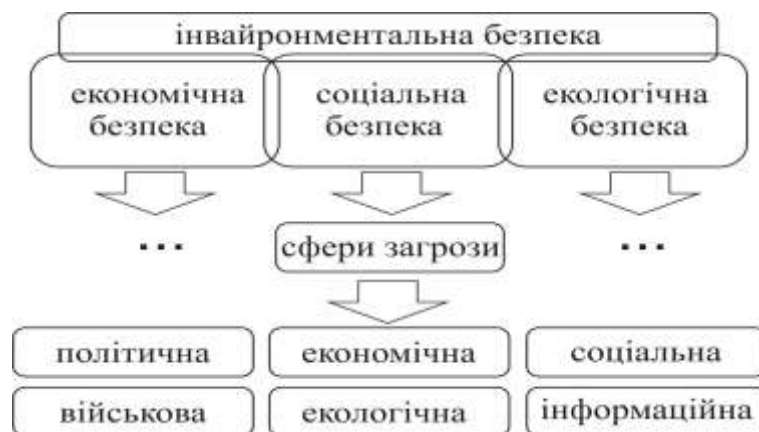 інвайронментальна безпека
економічна
безпека
соціальна
безпека
екологічна
безпека
...
сфери загрози
...
політична
економічна
соціальна
військова
екологічна
інформаційна